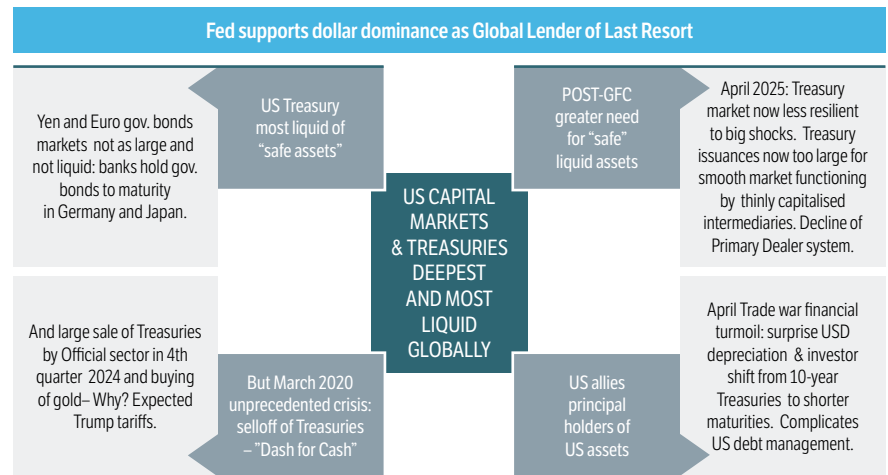 Fed supports dollar dominance as Global Lender of Last Resort
Yen and Euro gov. bonds
markets not as large and
not liquid: banks hold gov.
bonds to maturity
in Germany and Japan.
US Treasury
most liquid of
“safe assets”
POST-GFC
greater need
for “safe”
liquid assets
April 2025: Treasury
market now less resilient
to big shocks. Treasury
issuances now too large for
smooth market functioning
by thinly capitalised
intermediaries. Decline of
Primary Dealer system.
US CAPITAL
MARKETS
& TREASURIES
DEEPEST
AND MOST
LIQUID
GLOBALLY
And large sale of Treasuries
by Official sector in 4th
quarter 2024 and buying
of gold– Why? Expected
Trump tariffs.
But March 2020
unprecedented crisis:
selloff of Treasuries
– ”Dash for Cash”
US allies
principal
holders of
US assets
April Trade war financial
turmoil: surprise USD
depreciation & investor
shift from 10-year
Treasuries to shorter
maturities. Complicates
US debt management.